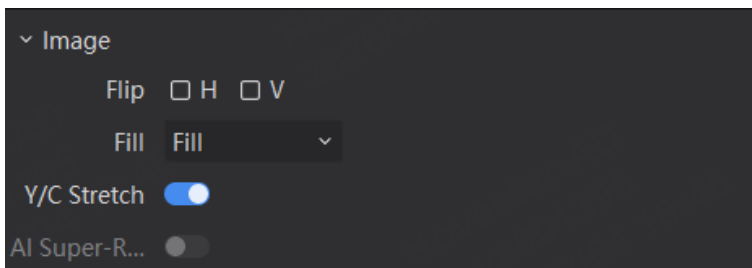 Image
Flip H V
Fill Fill
Y/C Stretch
AI Super-R...